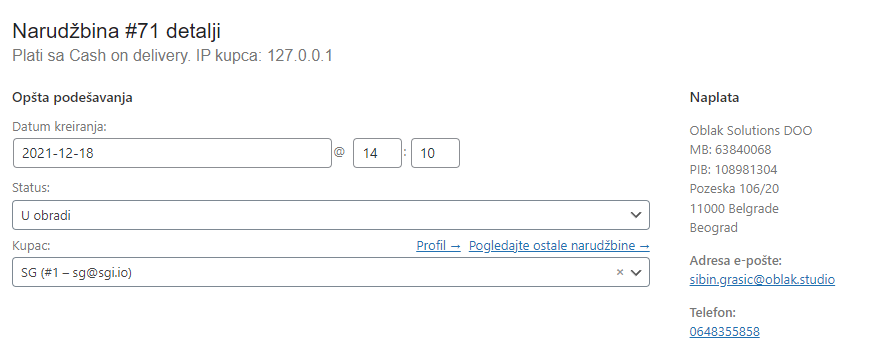 Narudžbina #71 detalji
Plati sa Cash on delivery. IP kupca: 127.0.0.1
Opšta podešavanja
Datum kreiranja:
2021-12-18 @ 14 : 10
Status:
U obradi
Kupac: Profil → Pogledajte ostale narudžbine →
SG (#1 – sg@sgi.io) ×
Naplata
Oblak Solutions DOO
MB: 63840068
PIB: 108981304
Pozeska 106/20
11000 Belgrade
Beograd
Adresa e-pošte:
sibin.grasic@oblak.studio
Telefon:
0648355858